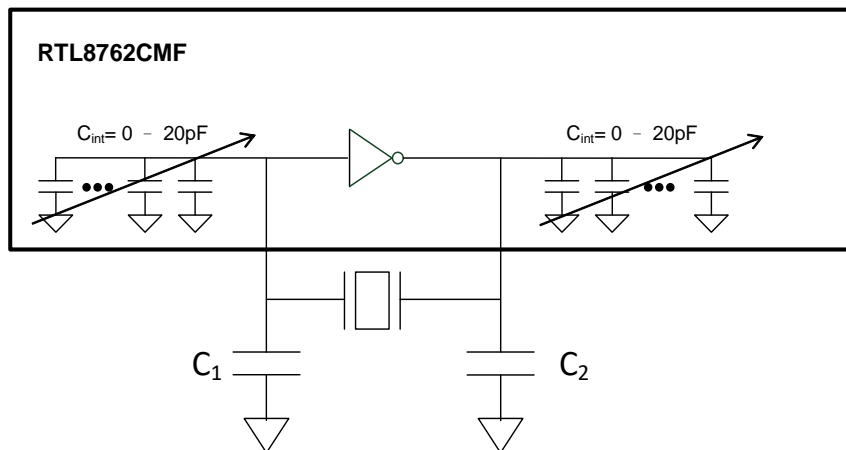 RTL8762CMF
Cint= 0 – 20pF
Cint= 0 – 20pF
C1
C2